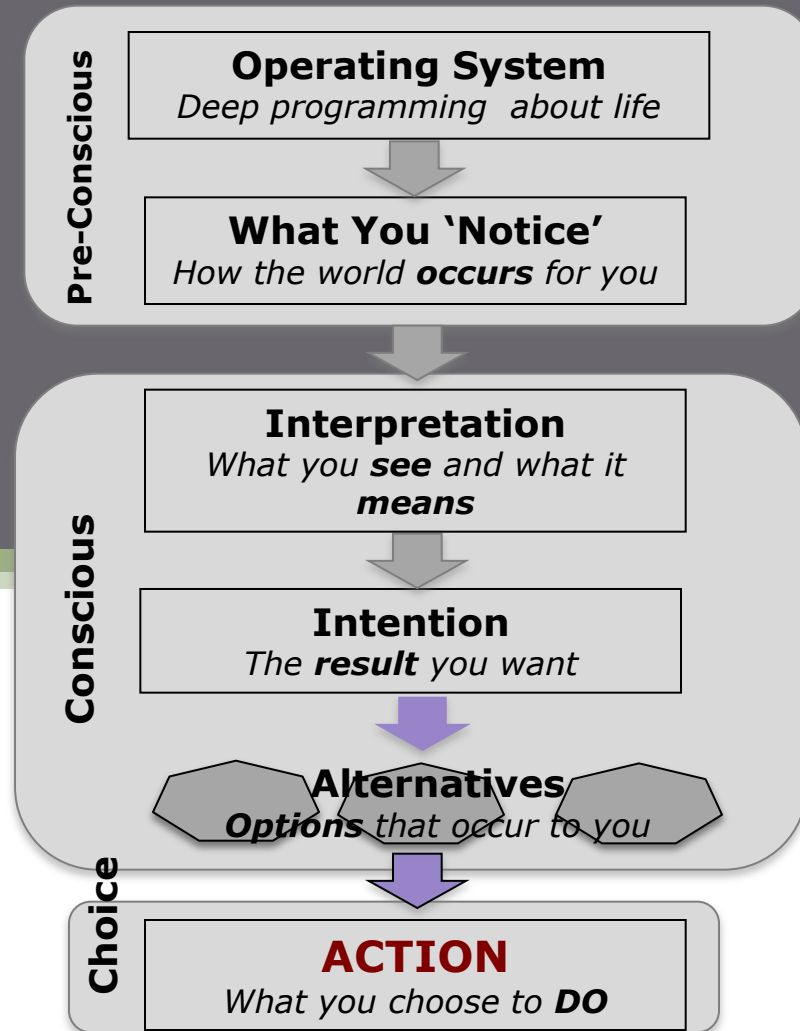 Pre-Conscious
Operating System
Deep programming  about life
What You ‘Notice’
How the world occurs for you
Conscious
Interpretation
What you see and what it
means
Intention
The result you want
Alternatives
Options that occur to you
Choice
ACTION
What you choose to DO